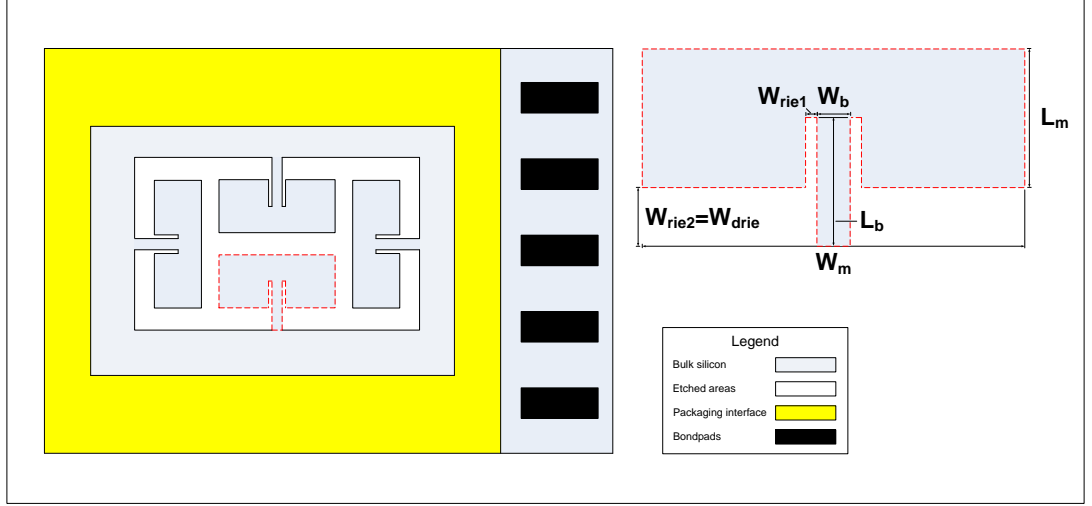 Wrie1 Wb
Lm
Wrie2=Wdrie
Lb
Wm
Legend
Bulk silicon
Etched areas
Packaging interface
Bondpads